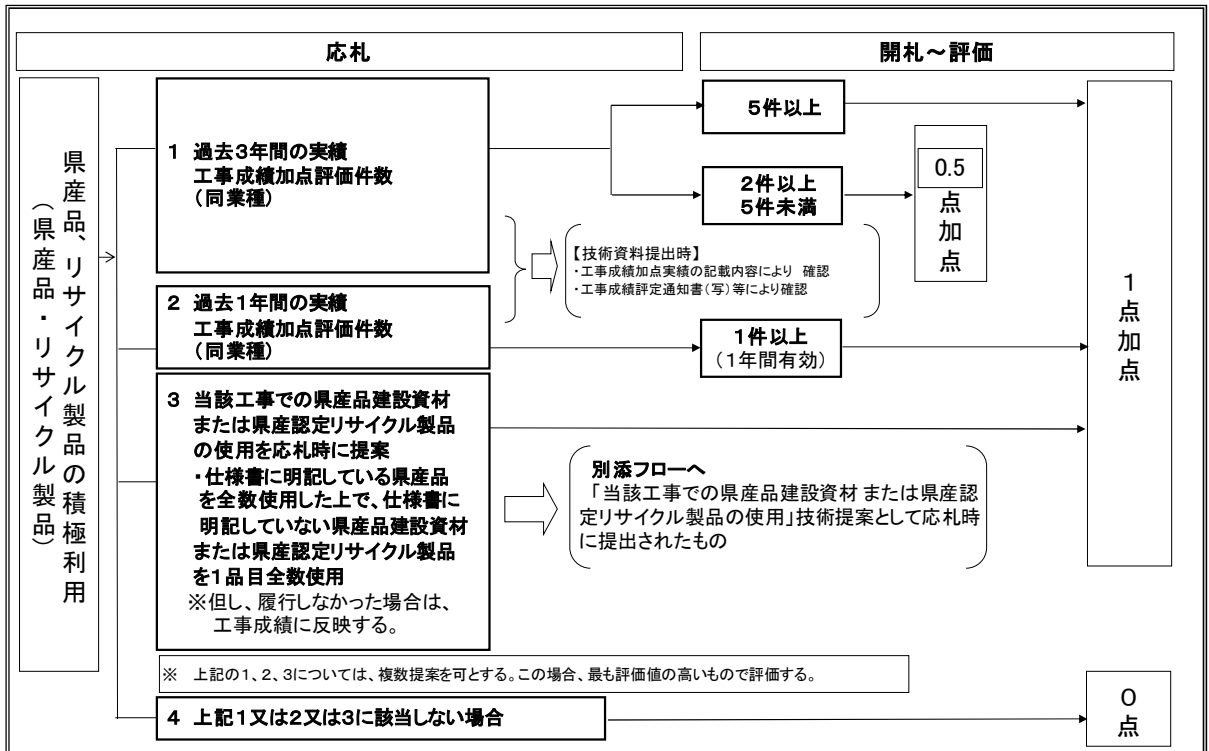 応札
開札～評価
県産品、リサイクル製品の積極利用
（県産品・リサイクル製品）
1 過去3年間の実績
工事成績加点評価件数
(同業種)
5件以上
2件以上
5件未満
0.5
点加点
【技術資料提出時】
・工事成績加点実績の記載内容により 確認
・工事成績評定通知書(写)等により確認
2 過去1年間の実績
工事成績加点評価件数
(同業種)
1件以上
(1年間有効)
1点加点
3 当該工事での県産品建設資材
または県産認定リサイクル製品
の使用を応札時に提案
・仕様書に明記している県産品
を全数使用した上で、仕様書に
明記していない県産品建設資材
または県産認定リサイクル製品
を1品目全数使用
※但し、履行しなかった場合は、
工事成績に反映する。
別添フローへ
「当該工事での県産品建設資材 または県産認
定リサイクル製品の使用」技術提案として応札時
に提出されたもの
※ 上記の1、2、3については、複数提案を可とする。この場合、最も評価値の高いもので評価する。
4 上記1又は2又は3に該当しない場合
0点